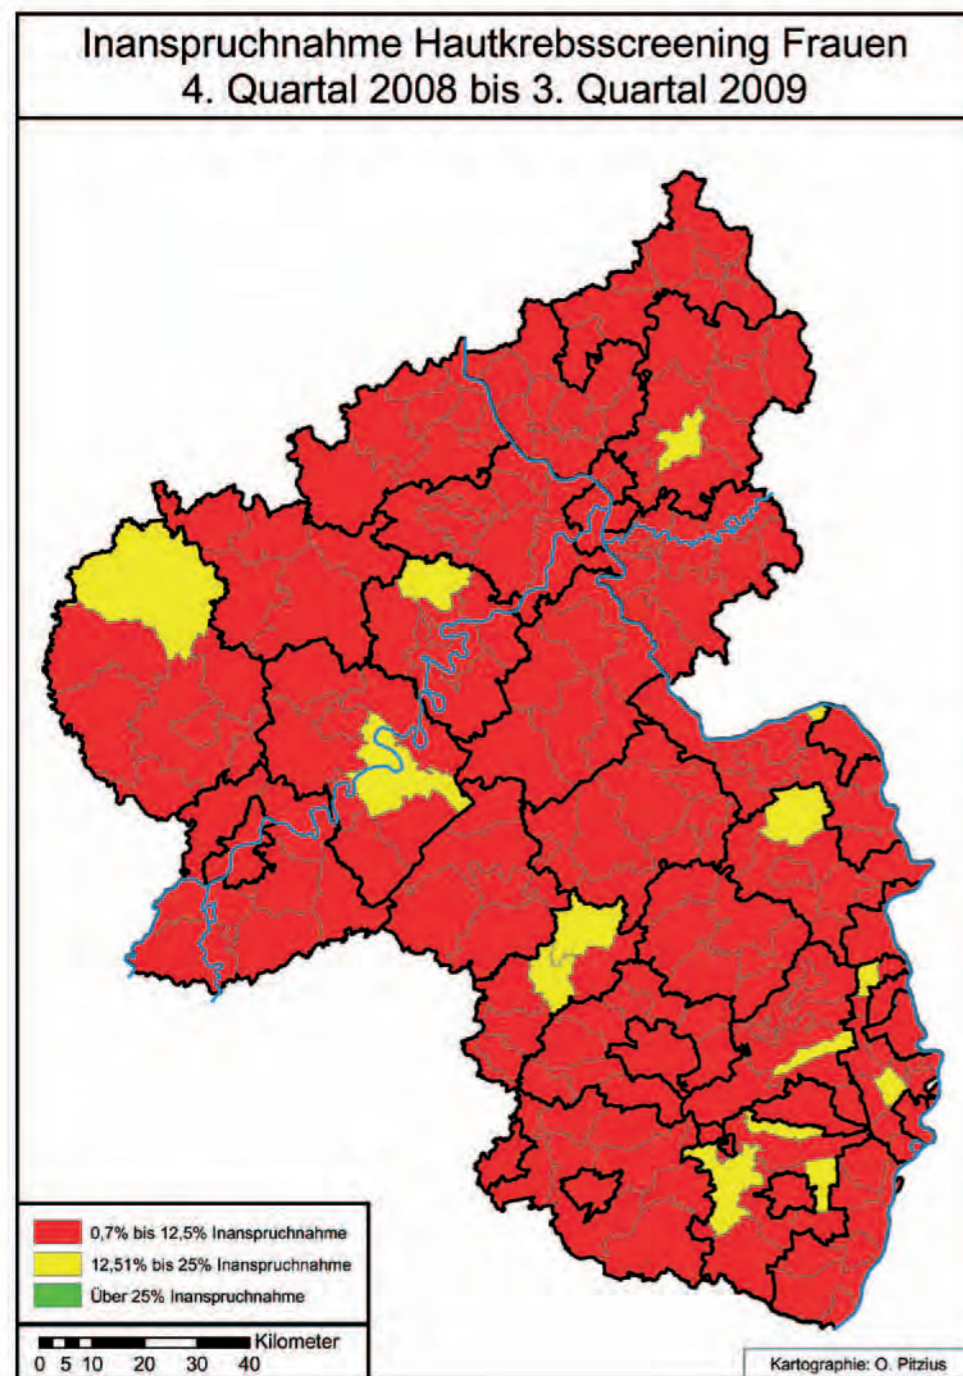 Inanspruchnahme Hautkrebsscreening Frauen
4. Quartal 2008 bis 3. Quartal 2009
0,7% bis 12,5% Inanspruchnahme
12,51% bis 25% Inanspruchnahme
Über 25% Inanspruchnahme
Kilometer
0 5 10 20 30 40
Kartographie: O. Pitzius